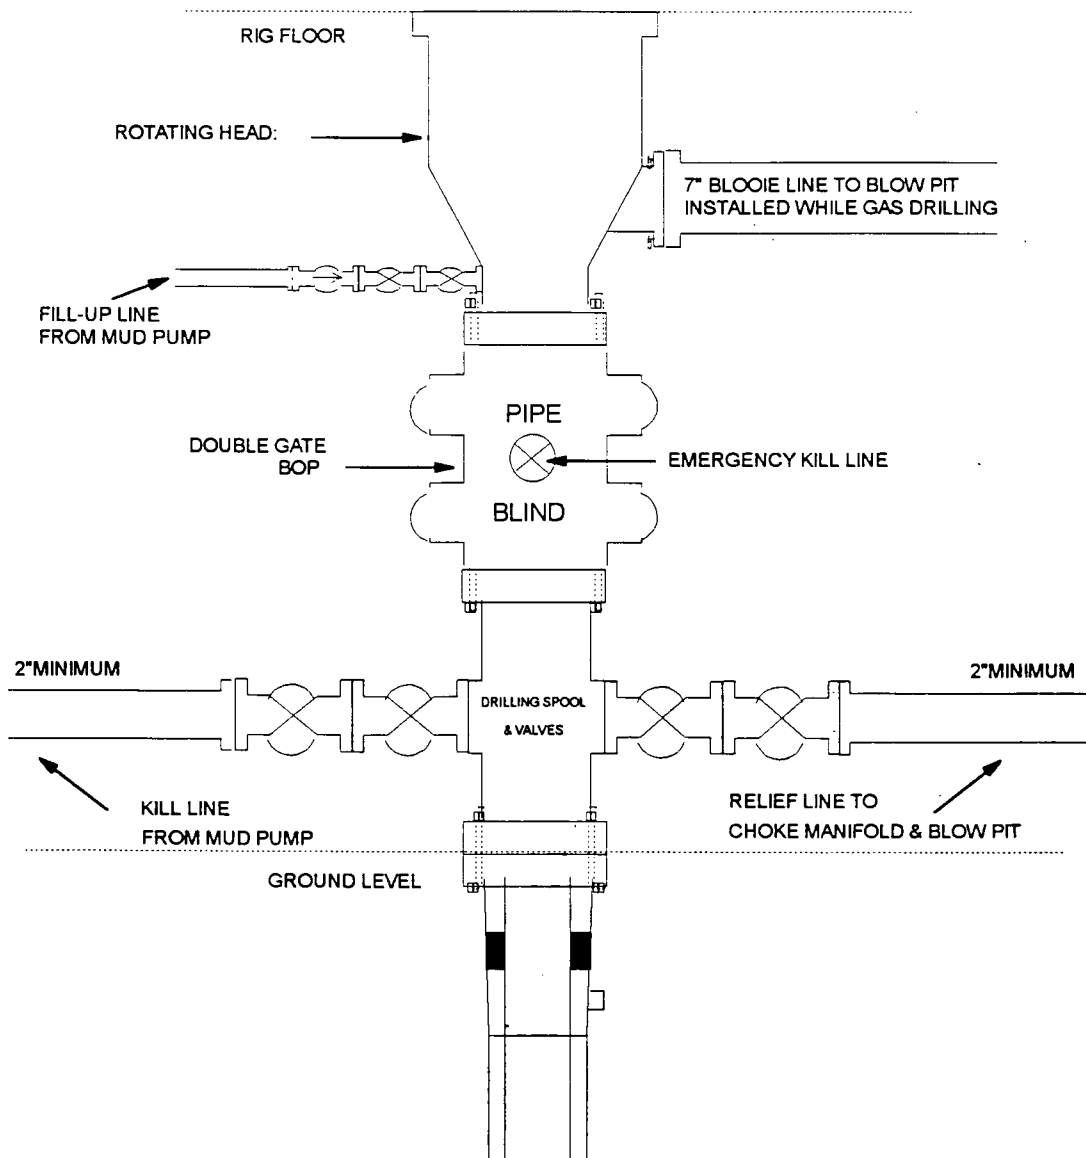 RIG FLOOR
ROTATING HEAD:
7" BLOOIE LINE TO BLOW PIT
INSTALLED WHILE GAS DRILLING
FILL-UP LINE
FROM MUD PUMP
PIPE
DOUBLE GATE
BOP
EMERGENCY KILL LINE
BLIND
2"MINIMUM
2"MINIMUM
DRILLING SPOOL
& VALVES
KILL LINE
FROM MUD PUMP
RELIEF LINE TO
CHOKE MANIFOLD & BLOW PIT
GROUND LEVEL